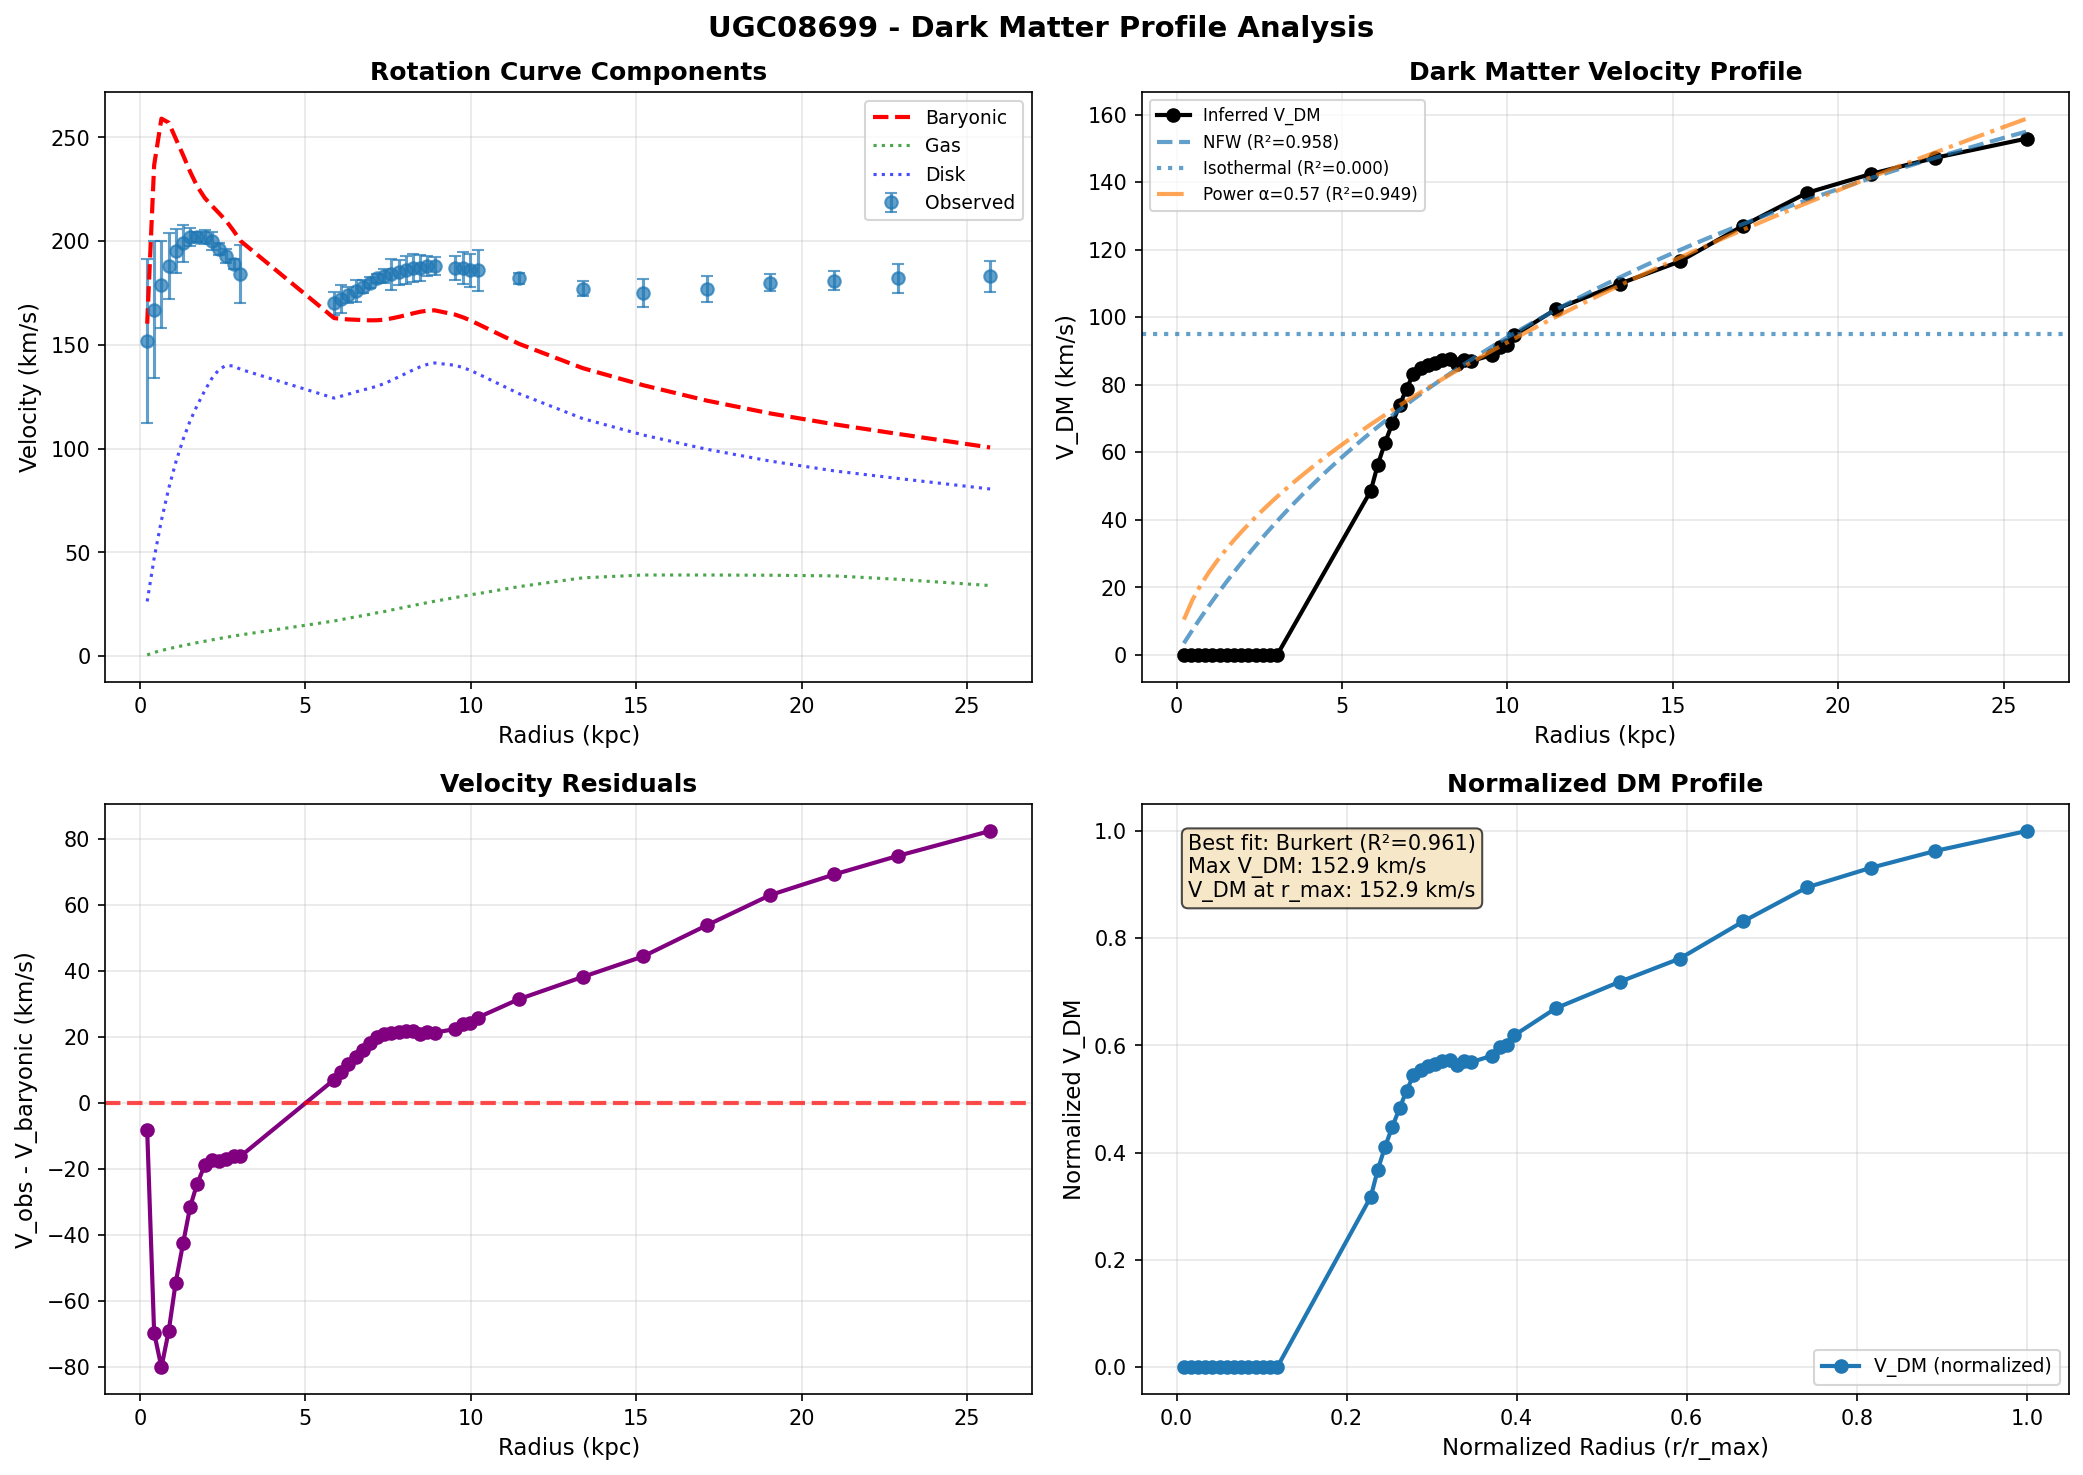 UGC08699 - Dark Matter Profile Analysis
Rotation Curve Components
Velocity (km/s)
250
200
150
100
50
0
0 5 10 15 20 25
Radius (kpc)
Baryonic
Gas
Disk
Observed
Dark Matter Velocity Profile
V_DM (km/s)
160
140
120
100
80
60
40
20
0
0 5 10 15 20 25
Radius (kpc)
Inferred V_DM
NFW (R²=0.958)
Isothermal (R²=0.000)
Power α=0.57 (R²=0.949)
Velocity Residuals
V_obs - V_baryonic (km/s)
80
60
40
20
0
−20
−40
−60
−80
0 5 10 15 20 25
Radius (kpc)
Normalized DM Profile
Normalized V_DM
1.0
0.8
0.6
0.4
0.2
0.0
0.0 0.2 0.4 0.6 0.8 1.0
Normalized Radius (r/r_max)
Best fit: Burkert (R²=0.961)
Max V_DM: 152.9 km/s
V_DM at r_max: 152.9 km/s
V_DM (normalized)